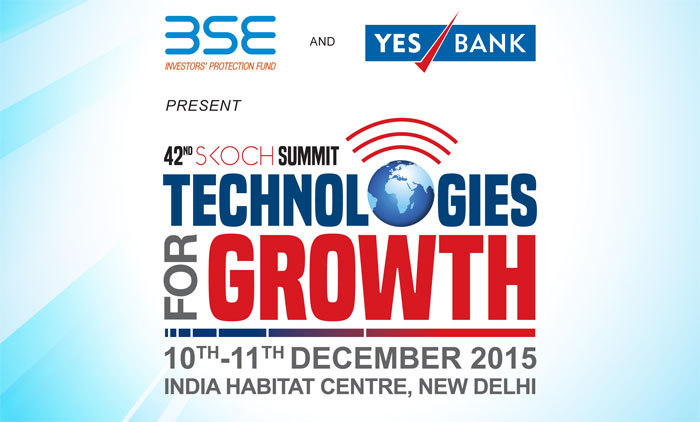 BSE AND YES BANK
INVESTORS' PROTECTION FUND
PRESENT
42ND SKOCH SUMMIT
TECHNOLOGIES
FOR GROWTH
10TH-11TH DECEMBER 2015
INDIA HABITAT CENTRE, NEW DELHI